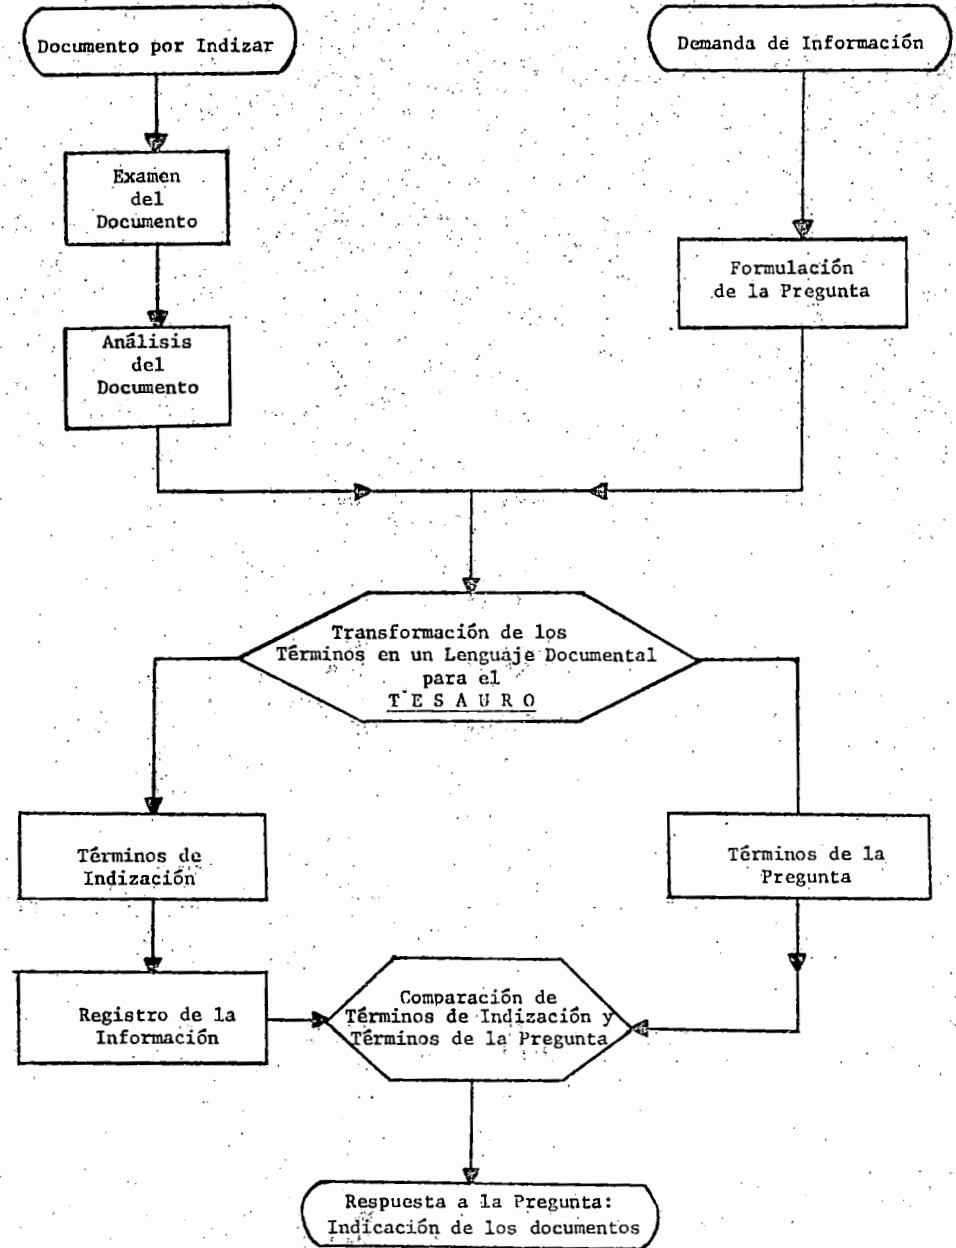 Documento por Indizar
Demanda de Información
Examen
del
Documento
Formulación
de la Pregunta
Análisis
del
Documento
Transformación de los
Términos en un Lenguaje Documental
para el
T E S A U R O
Términos de
Indización
Términos de la
Pregunta
Registro de la
Información
Comparación de
Términos de Indización y
Términos de la Pregunta
Respuesta a la Pregunta:
Indicación de los documentos